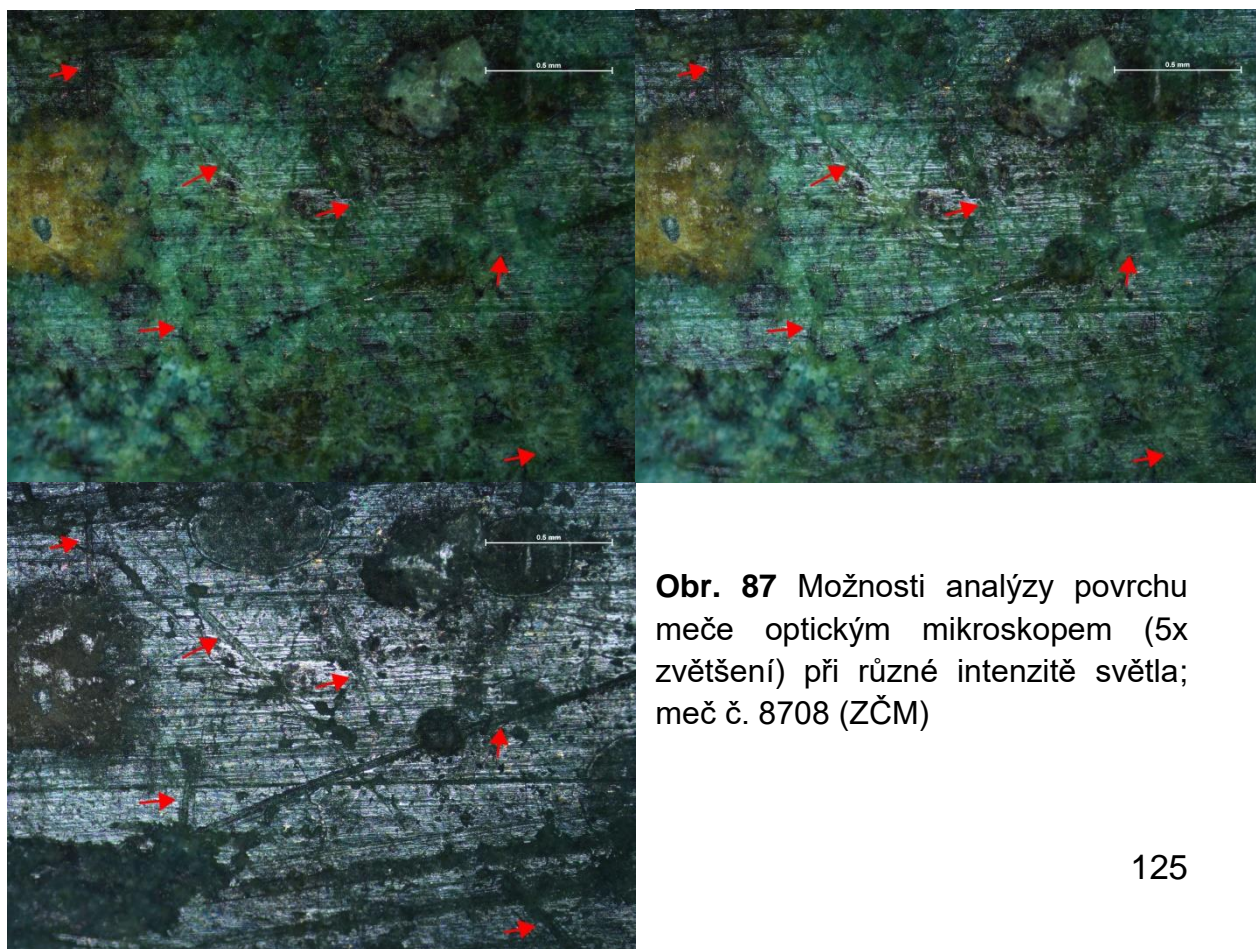 0.5 mm
0.5 mm
0.5 mm
Obr. 87 Možnosti analýzy povrchu
meče optickým mikroskopem (5x
zvětšení) při různé intenzitě světla;
meč č. 8708 (ZČM)
125